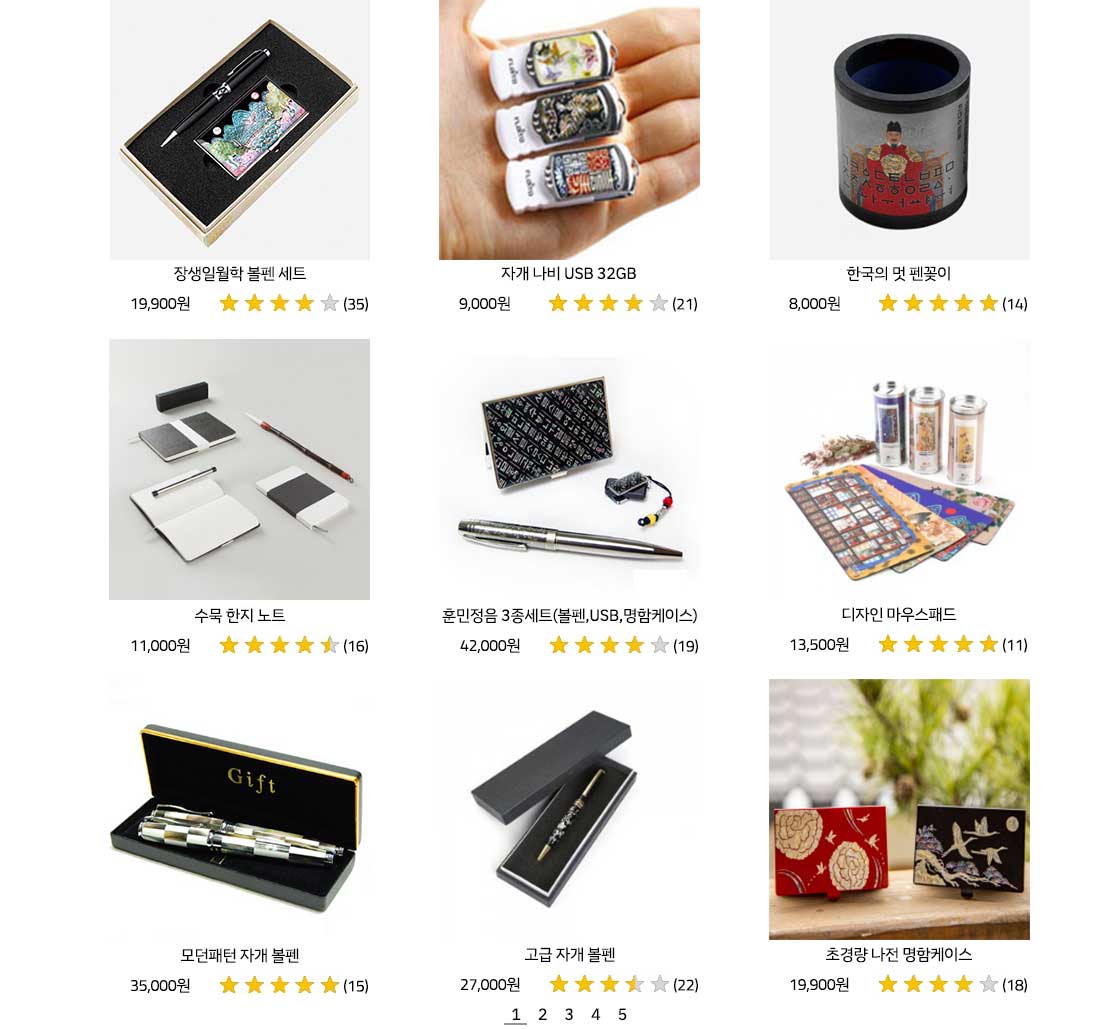 장생일월학 볼펜 세트
19,900원 (35)
자개 나비 USB 32GB
9,000원 (21)
한국의 멋 펜꽂이
8,000원 (14)
수묵 한지 노트
11,000원 (16)
훈민정음 3종세트(볼펜,USB,명함케이스)
42,000원 (19)
디자인 마우스패드
13,500원 (11)
Gift
모던패턴 자개 볼펜
35,000원 (15)
고급 자개 볼펜
27,000원 (22)
초경량 나전 명함케이스
19,900원 (18)
1 2 3 4 5